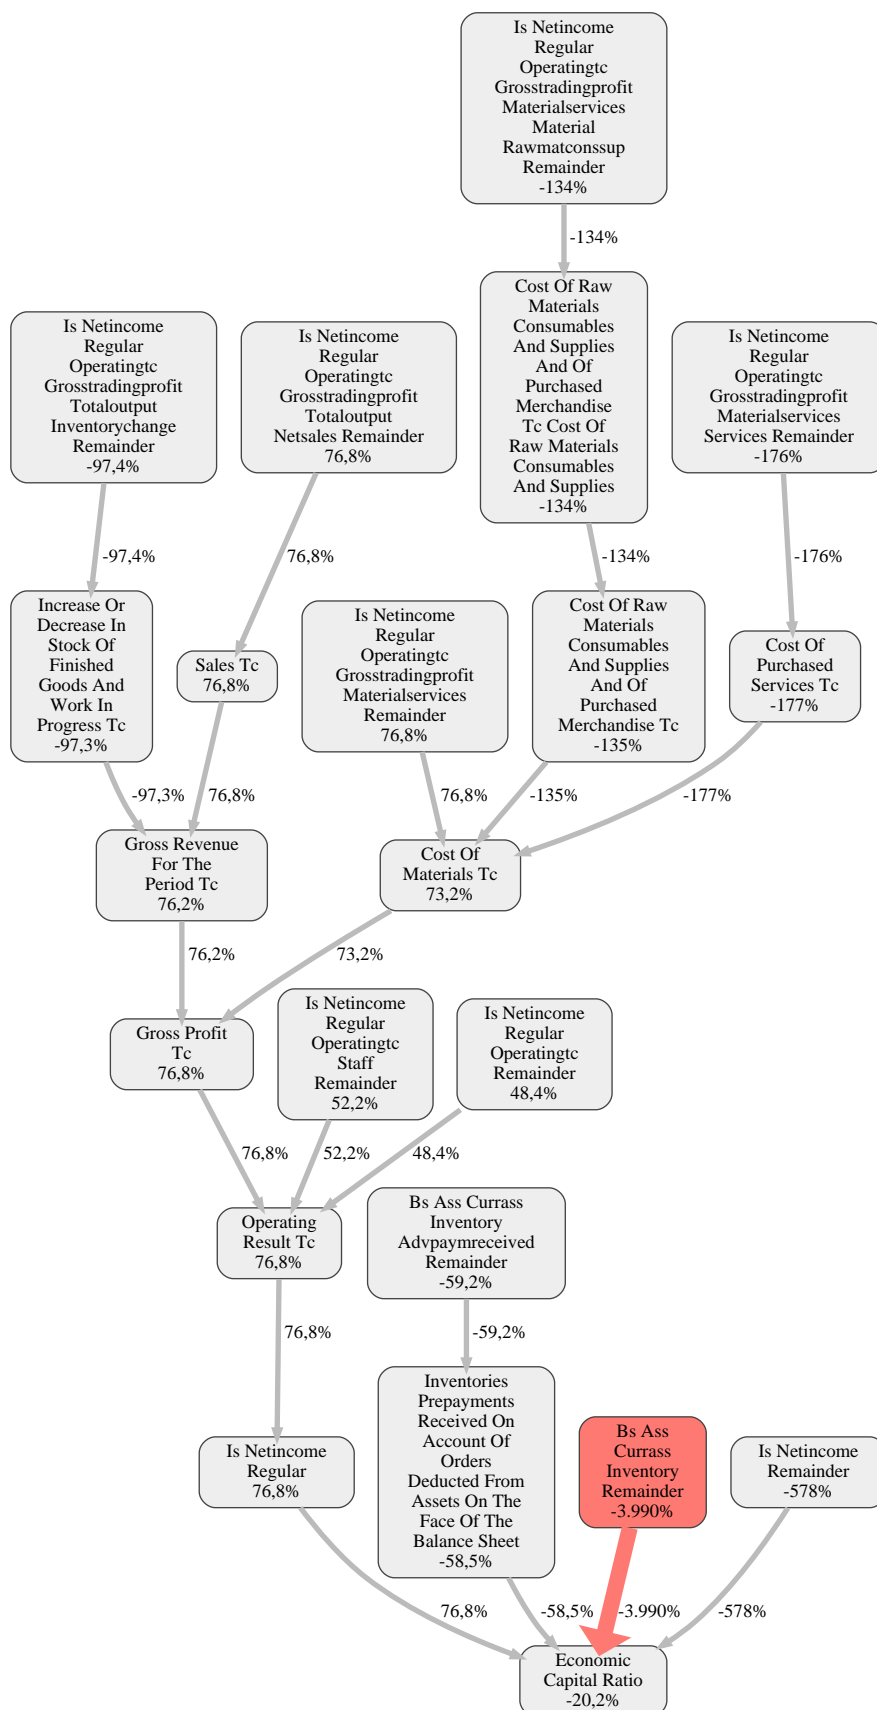 Is Netincome
Regular
Operatingtc
Grosstradingprofit
Materialservices
Material
Rawmatconssup
Remainder
-134%
-134%
Is Netincome
Regular
Operatingtc
Grosstradingprofit
Totaloutput
Inventorychange
Remainder
-97,4%
Is Netincome
Regular
Operatingtc
Grosstradingprofit
Totaloutput
Netsales Remainder
76,8%
Cost Of Raw
Materials
Consumables
And Supplies
And Of
Purchased
Merchandise
Tc Cost Of
Raw Materials
Consumables
And Supplies
-134%
Is Netincome
Regular
Operatingtc
Grosstradingprofit
Materialservices
Services Remainder
-176%
-97,4%
76,8%
-134%
-176%
Increase Or
Decrease In
Stock Of
Finished
Goods And
Work In
Progress Tc
-97,3%
Sales Tc
76,8%
Is Netincome
Regular
Operatingtc
Grosstradingprofit
Materialservices
Remainder
76,8%
Cost Of Raw
Materials
Consumables
And Supplies
And Of
Purchased
Merchandise Tc
-135%
Cost Of
Purchased
Services Tc
-177%
-97,3%
76,8%
76,8%
-135%
-177%
Gross Revenue
For The
Period Tc
76,2%
Cost Of
Materials Tc
73,2%
76,2%
73,2%
Gross Profit
Tc
76,8%
Is Netincome
Regular
Operatingtc
Staff
Remainder
52,2%
Is Netincome
Regular
Operatingtc
Remainder
48,4%
76,8%
52,2%
48,4%
Operating
Result Tc
76,8%
Bs Ass Currass
Inventory
Advpaymreceived
Remainder
-59,2%
76,8%
-59,2%
Is Netincome
Regular
76,8%
Inventories
Prepayments
Received On
Account Of
Orders
Deducted From
Assets On The
Face Of The
Balance Sheet
-58,5%
Bs Ass
Currass
Inventory
Remainder
-3.990%
Is Netincome
Remainder
-578%
76,8%
-58,5%
-3.990%
-578%
Economic
Capital Ratio
-20,2%